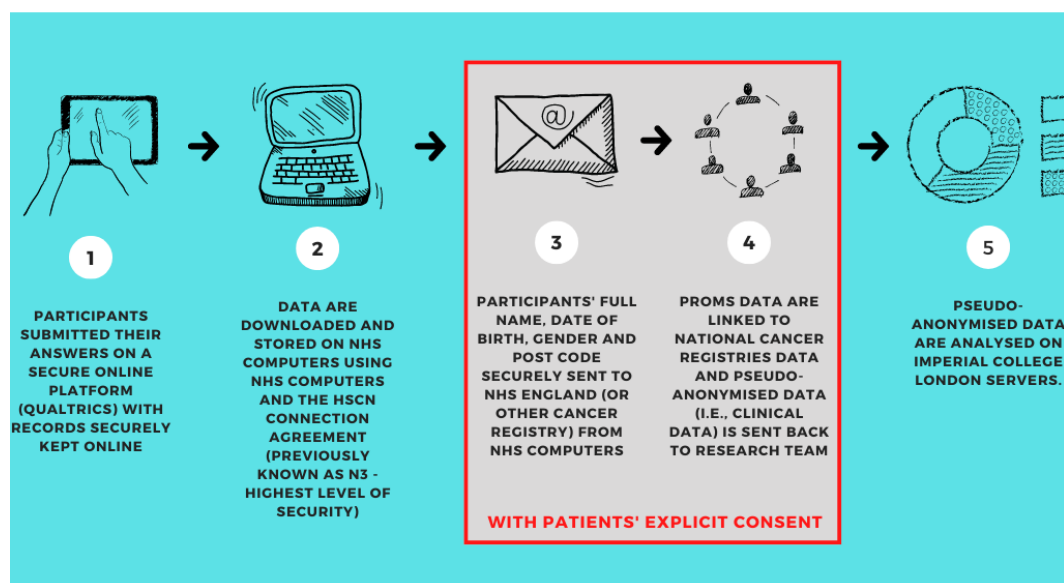 @
1
PARTICIPANTS
SUBMITTED THEIR
ANSWERS ON A
SECURE ONLINE
PLATFORM
(QUALTRICS) WITH
RECORDS SECURELY
KEPT ONLINE
2
DATA ARE
DOWNLOADED AND
STORED ON NHS
COMPUTERS USING
NHS COMPUTERS
AND THE HSCN
CONNECTION
AGREEMENT
(PREVIOUSLY
KNOWN AS N3 -
HIGHEST LEVEL OF
SECURITY)
3
PARTICIPANTS' FULL
NAME, DATE OF
BIRTH, GENDER AND
POST CODE
SECURELY SENT TO
NHS ENGLAND (OR
OTHER CANCER
REGISTRY) FROM
NHS COMPUTERS
4
PROMS DATA ARE
LINKED TO
NATIONAL CANCER
REGISTRIES DATA
AND PSEUDO-
ANONYMISED DATA
(I.E., CLINICAL
DATA) IS SENT BACK
TO RESEARCH TEAM
WITH PATIENTS' EXPLICIT CONSENT
5
PSEUDO-
ANONYMISED DATA
ARE ANALYSED ON
IMPERIAL COLLEGE
LONDON SERVERS.